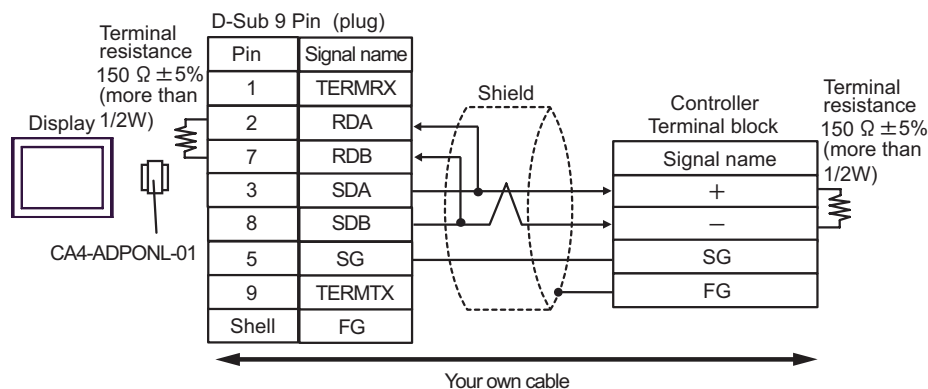 D-Sub 9 Pin (plug)
Terminal
resistance
150 Ω ±5%
(more than
1/2W)
Display
CA4-ADPONL-01
Pin Signal name
1 TERMRX
2 RDA
7 RDB
3 SDA
8 SDB
5 SG
9 TERMTX
Shell FG
Shield
Controller
Terminal block
Signal name
+
−
SG
FG
Terminal
resistance
150 Ω ±5%
(more than
1/2W)
Your own cable